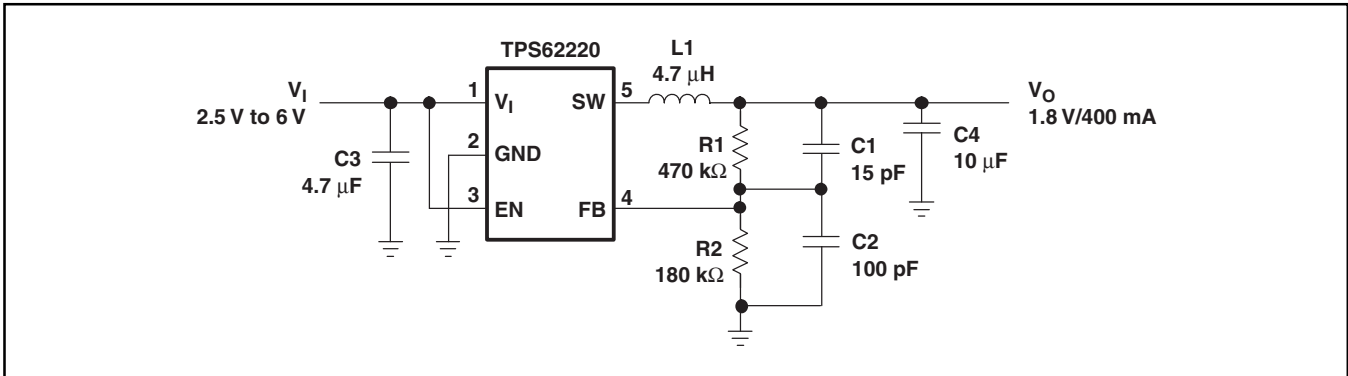 TPS62220
L1
4.7 μH
V_I
2.5 V to 6 V
1
V_I
SW
5
V_O
1.8 V/400 mA
C3
4.7 μF
2
GND
R1
470 kΩ
C1
15 pF
C4
10 μF
3
EN
FB
4
R2
180 kΩ
C2
100 pF